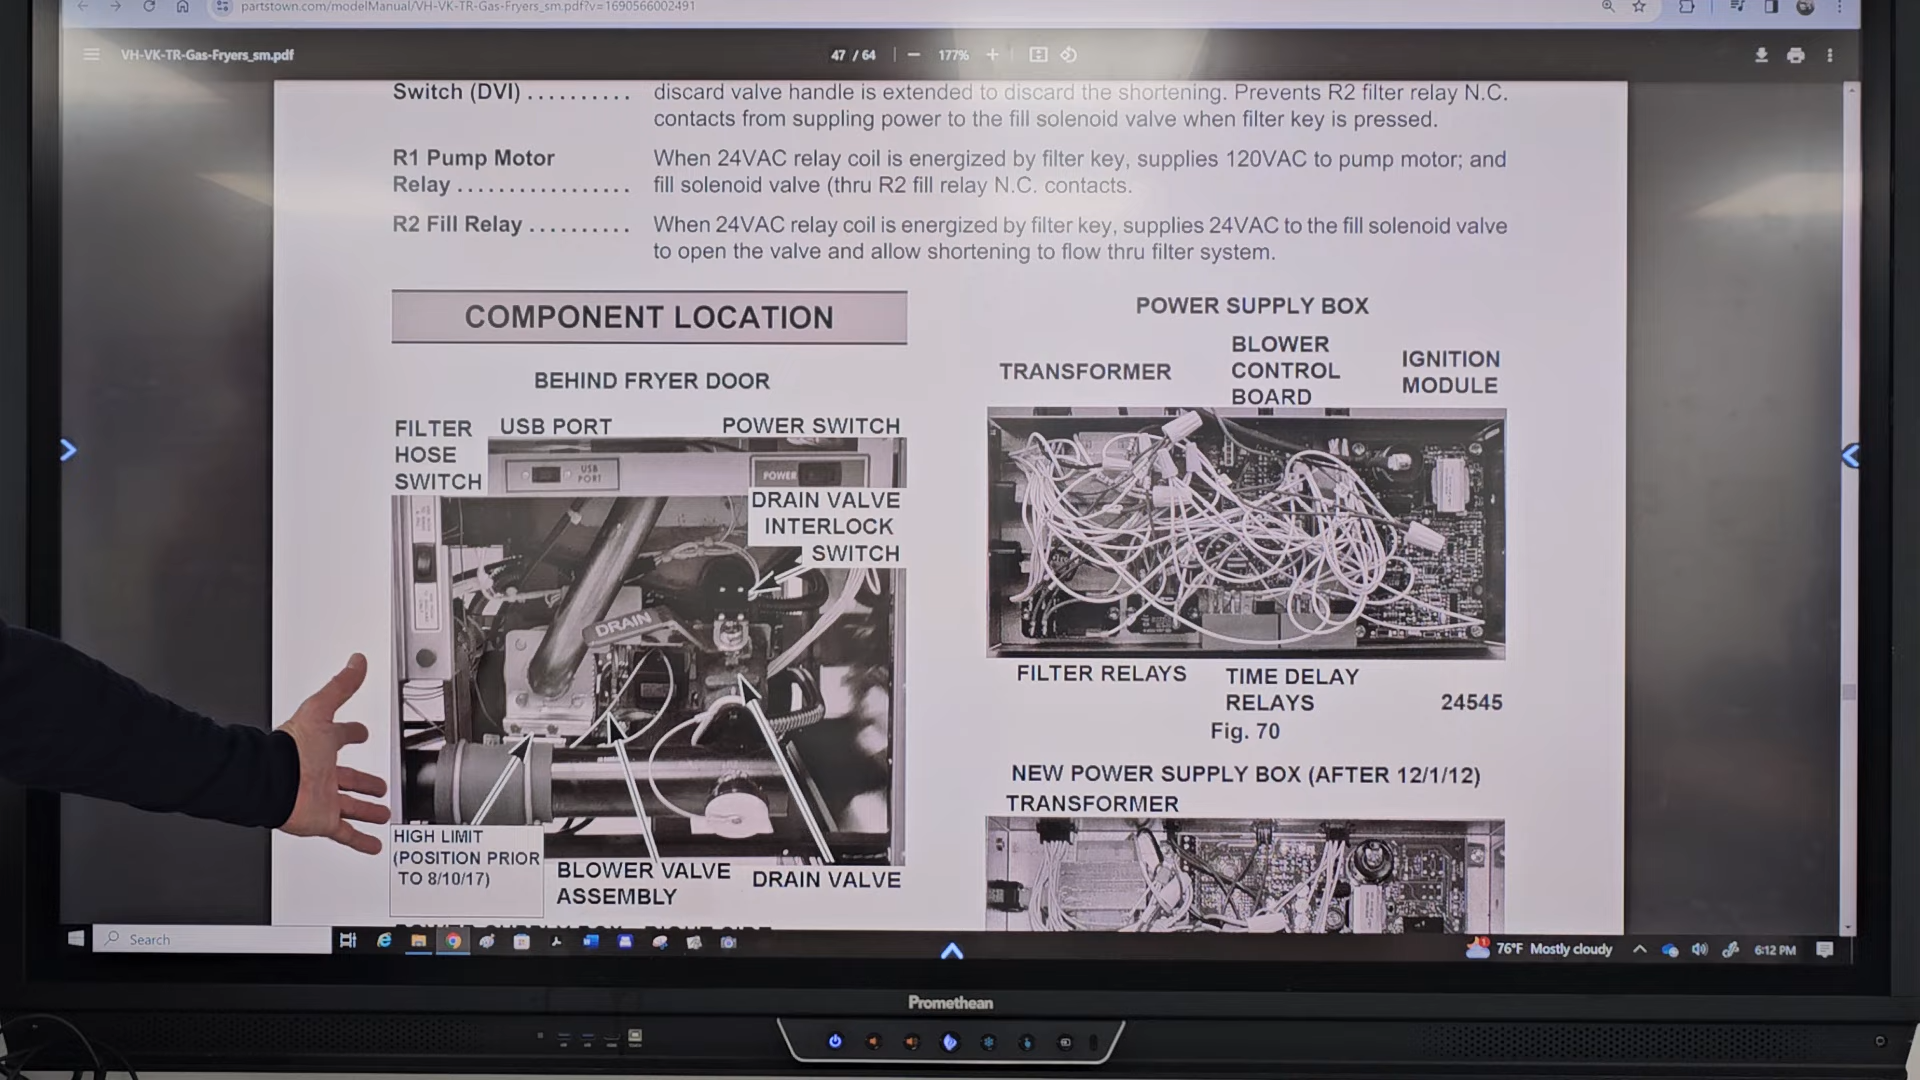 partstown.com/modelManual/VH-VK-TR-Gas-Fryers_sm.pdf?v=1690566002491
VH-VK-TR-Gas-Fryers_sm.pdf
47 / 64
177%
Switch (DVI) .......... discard valve handle is extended to discard the shortening. Prevents R2 filter relay N.C.
contacts from suppling power to the fill solenoid valve when filter key is pressed.
R1 Pump Motor When 24VAC relay coil is energized by filter key, supplies 120VAC to pump motor; and
Relay ................. fill solenoid valve (thru R2 fill relay N.C. contacts.
R2 Fill Relay .......... When 24VAC relay coil is energized by filter key, supplies 24VAC to the fill solenoid valve
to open the valve and allow shortening to flow thru filter system.
COMPONENT LOCATION
BEHIND FRYER DOOR
FILTER
HOSE
SWITCH
USB PORT
POWER SWITCH
USB
PORT
POWER
DRAIN VALVE
INTERLOCK
SWITCH
DRAIN
HIGH LIMIT
(POSITION PRIOR
TO 8/10/17)
BLOWER VALVE
ASSEMBLY
DRAIN VALVE
POWER SUPPLY BOX
TRANSFORMER
BLOWER
CONTROL
BOARD
IGNITION
MODULE
FILTER RELAYS
TIME DELAY
RELAYS
24545
Fig. 70
NEW POWER SUPPLY BOX (AFTER 12/1/12)
TRANSFORMER
Search
76°F Mostly cloudy
6:12 PM
Promethean